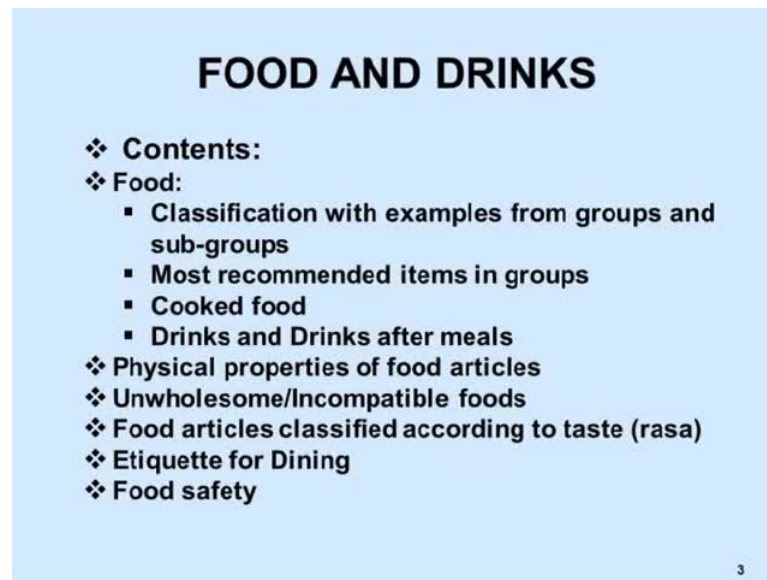 FOOD AND DRINKS
❖ Contents:
❖ Food:
▪ Classification with examples from groups and
sub-groups
▪ Most recommended items in groups
▪ Cooked food
▪ Drinks and Drinks after meals
❖ Physical properties of food articles
❖ Unwholesome/Incompatible foods
❖ Food articles classified according to taste (rasa)
❖ Etiquette for Dining
❖ Food safety
3